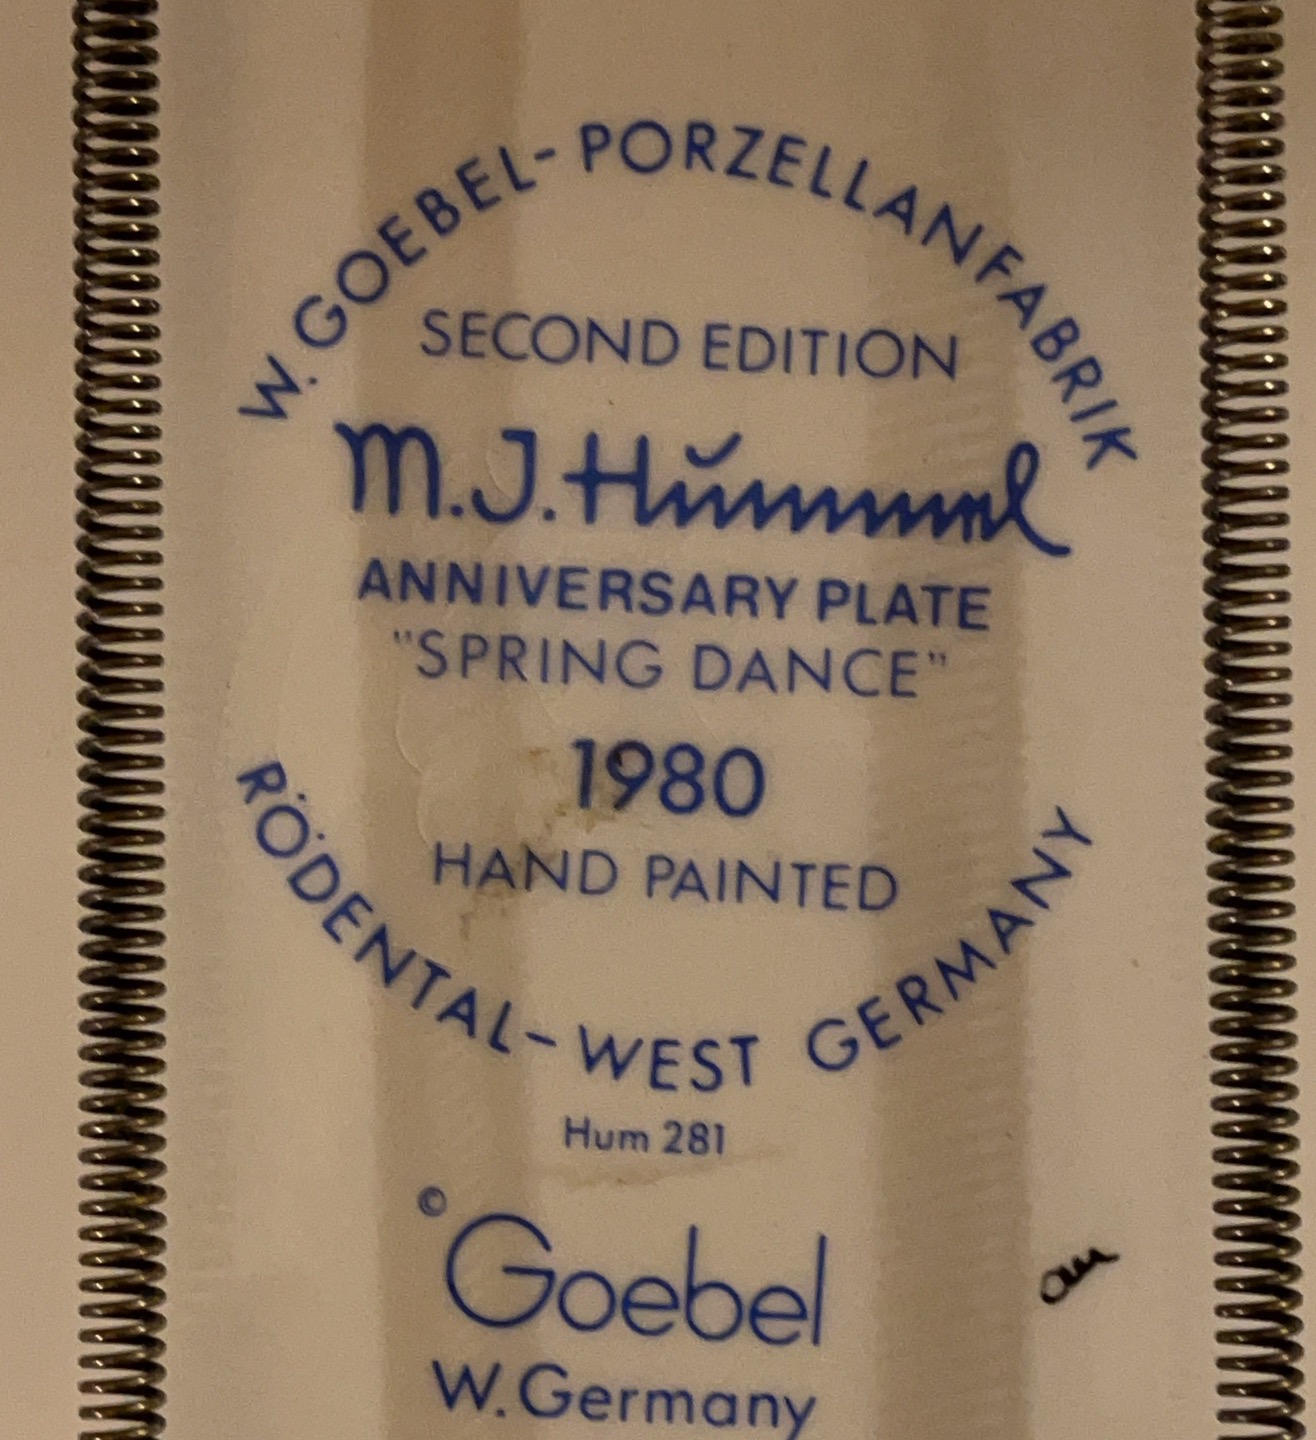 W. GOEBEL - PORZELLANFABRIK
SECOND EDITION
M.J. Hummel
ANNIVERSARY PLATE
"SPRING DANCE"
1980
HAND PAINTED
RÖDENTAL - WEST GERMANY
Hum 281
© Goebel
W. Germany